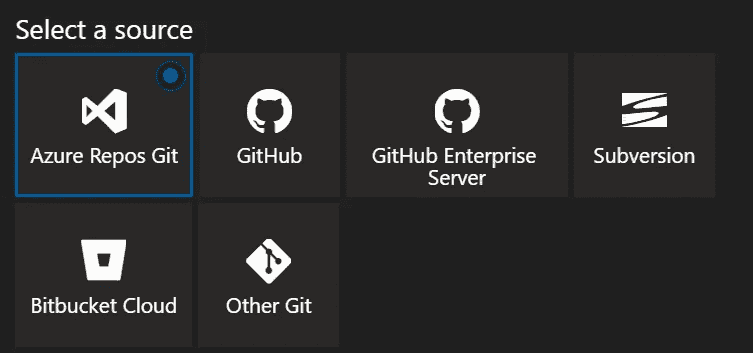 Select a source
Azure Repos Git
GitHub
GitHub Enterprise
Server
Subversion
Bitbucket Cloud
Other Git